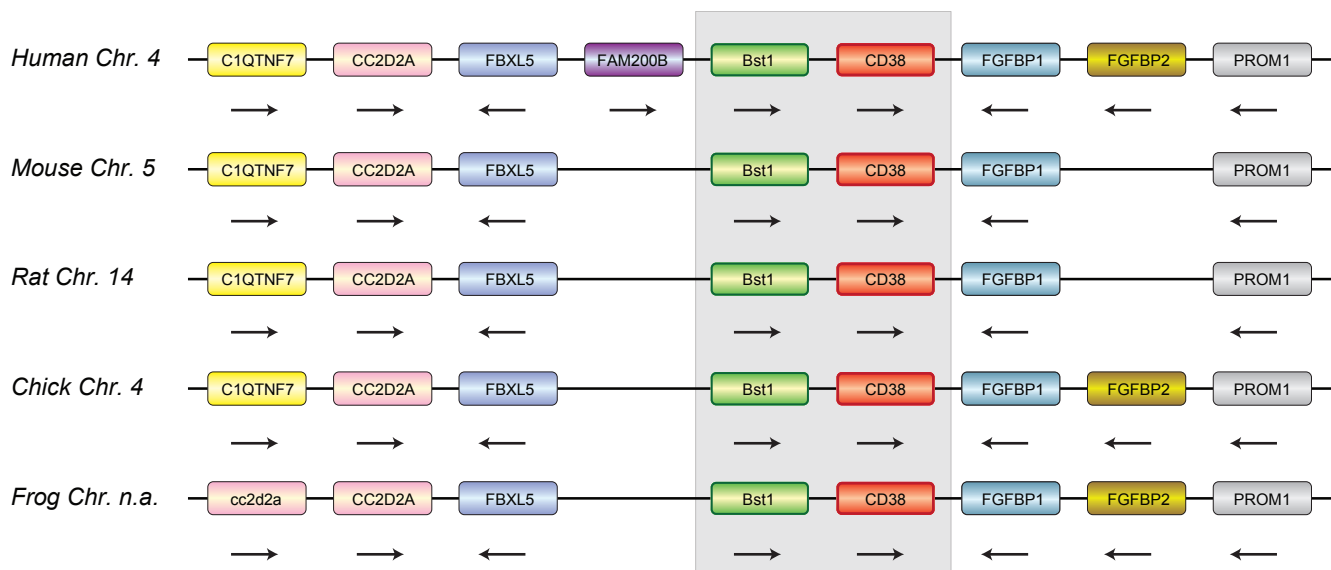 Human Chr. 4 C1QTNF7 CC2D2A FBXL5 FAM200B Bst1 CD38 FGFBP1 FGFBP2 PROM1
Mouse Chr. 5 C1QTNF7 CC2D2A FBXL5 Bst1 CD38 FGFBP1 PROM1
Rat Chr. 14 C1QTNF7 CC2D2A FBXL5 Bst1 CD38 FGFBP1 PROM1
Chick Chr. 4 C1QTNF7 CC2D2A FBXL5 Bst1 CD38 FGFBP1 FGFBP2 PROM1
Frog Chr. n.a. cc2d2a CC2D2A FBXL5 Bst1 CD38 FGFBP1 FGFBP2 PROM1